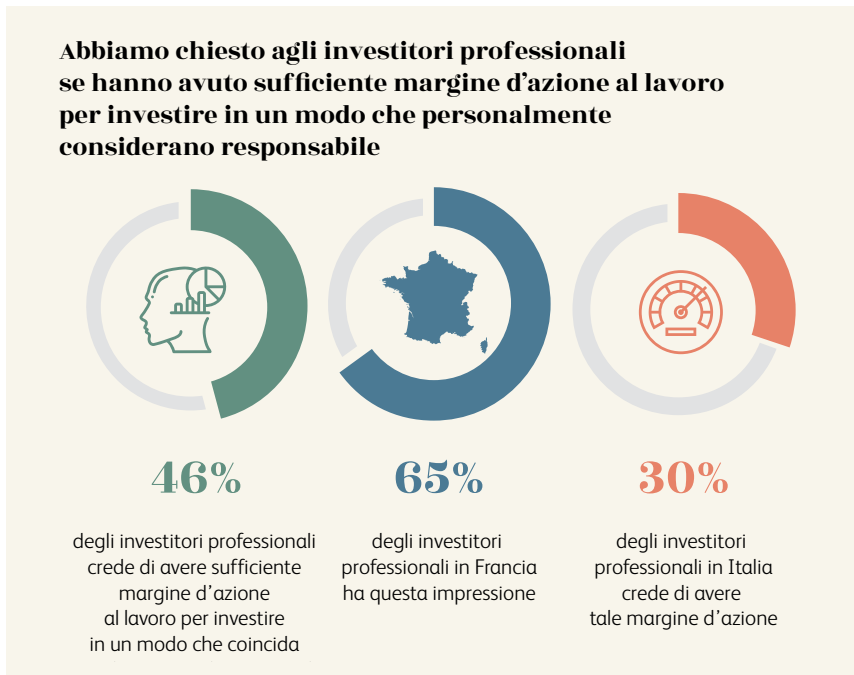 Abbiamo chiesto agli investitori professionali
se hanno avuto sufficiente margine d’azione al lavoro
per investire in un modo che personalmente
considerano responsabile
46%
degli investitori professionali
crede di avere sufficiente
margine d’azione
al lavoro per investire
in un modo che coincida
65%
degli investitori
professionali in Francia
ha questa impressione
30%
degli investitori
professionali in Italia
crede di avere
tale margine d’azione